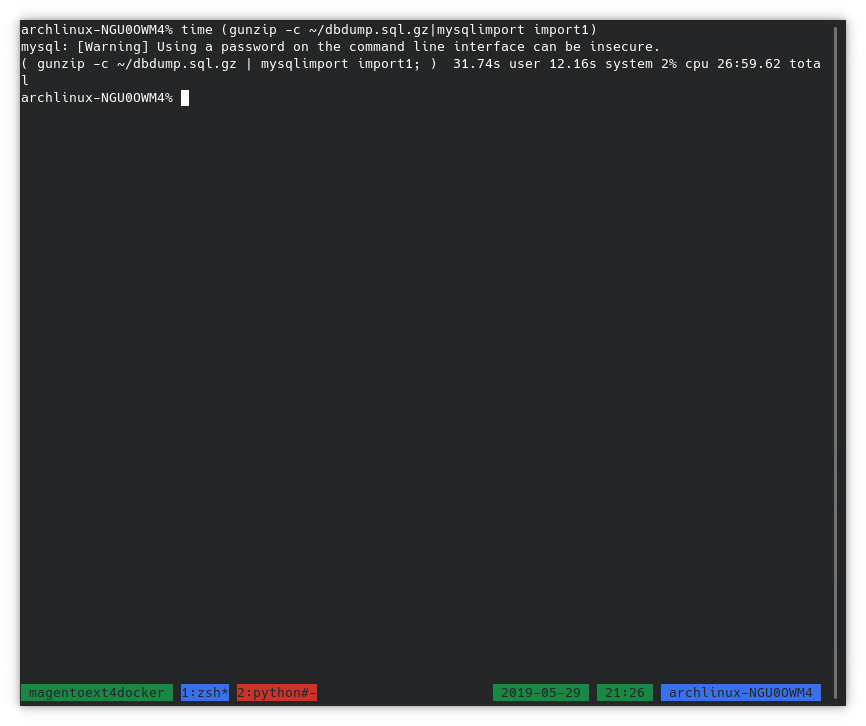 archlinux-NGU0OWM4% time (gunzip -c ~/dbdump.sql.gz|mysqlimport import1)
mysql: [Warning] Using a password on the command line interface can be insecure.
( gunzip -c ~/dbdump.sql.gz | mysqlimport import1; )  31.74s user 12.16s system 2% cpu 26:59.62 tota
l
archlinux-NGU0OWM4%
magentoext4docker 1:zsh* 2:python#- 2019-05-29 21:26 archlinux-NGU0OWM4